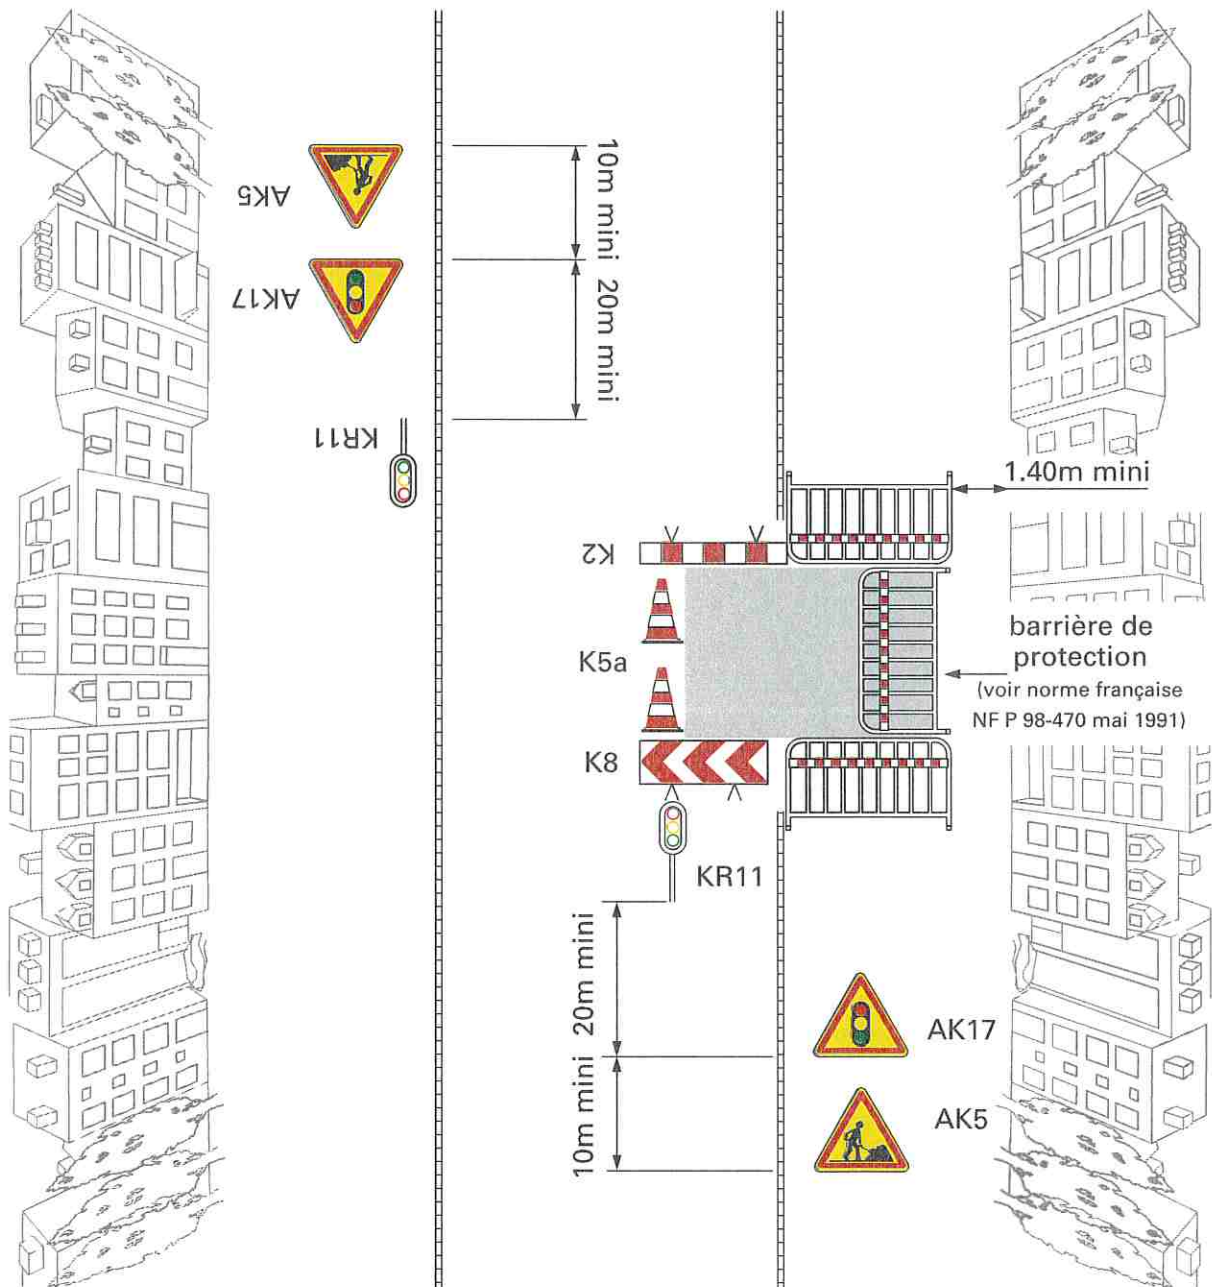 AK5
10m mini
AK17
20m mini
KR11
1.40m mini
K2
K5a
barrière de
protection
(voir norme française
NF P 98-470 mai 1991)
K8
KR11
20m mini
AK17
10m mini
AK5